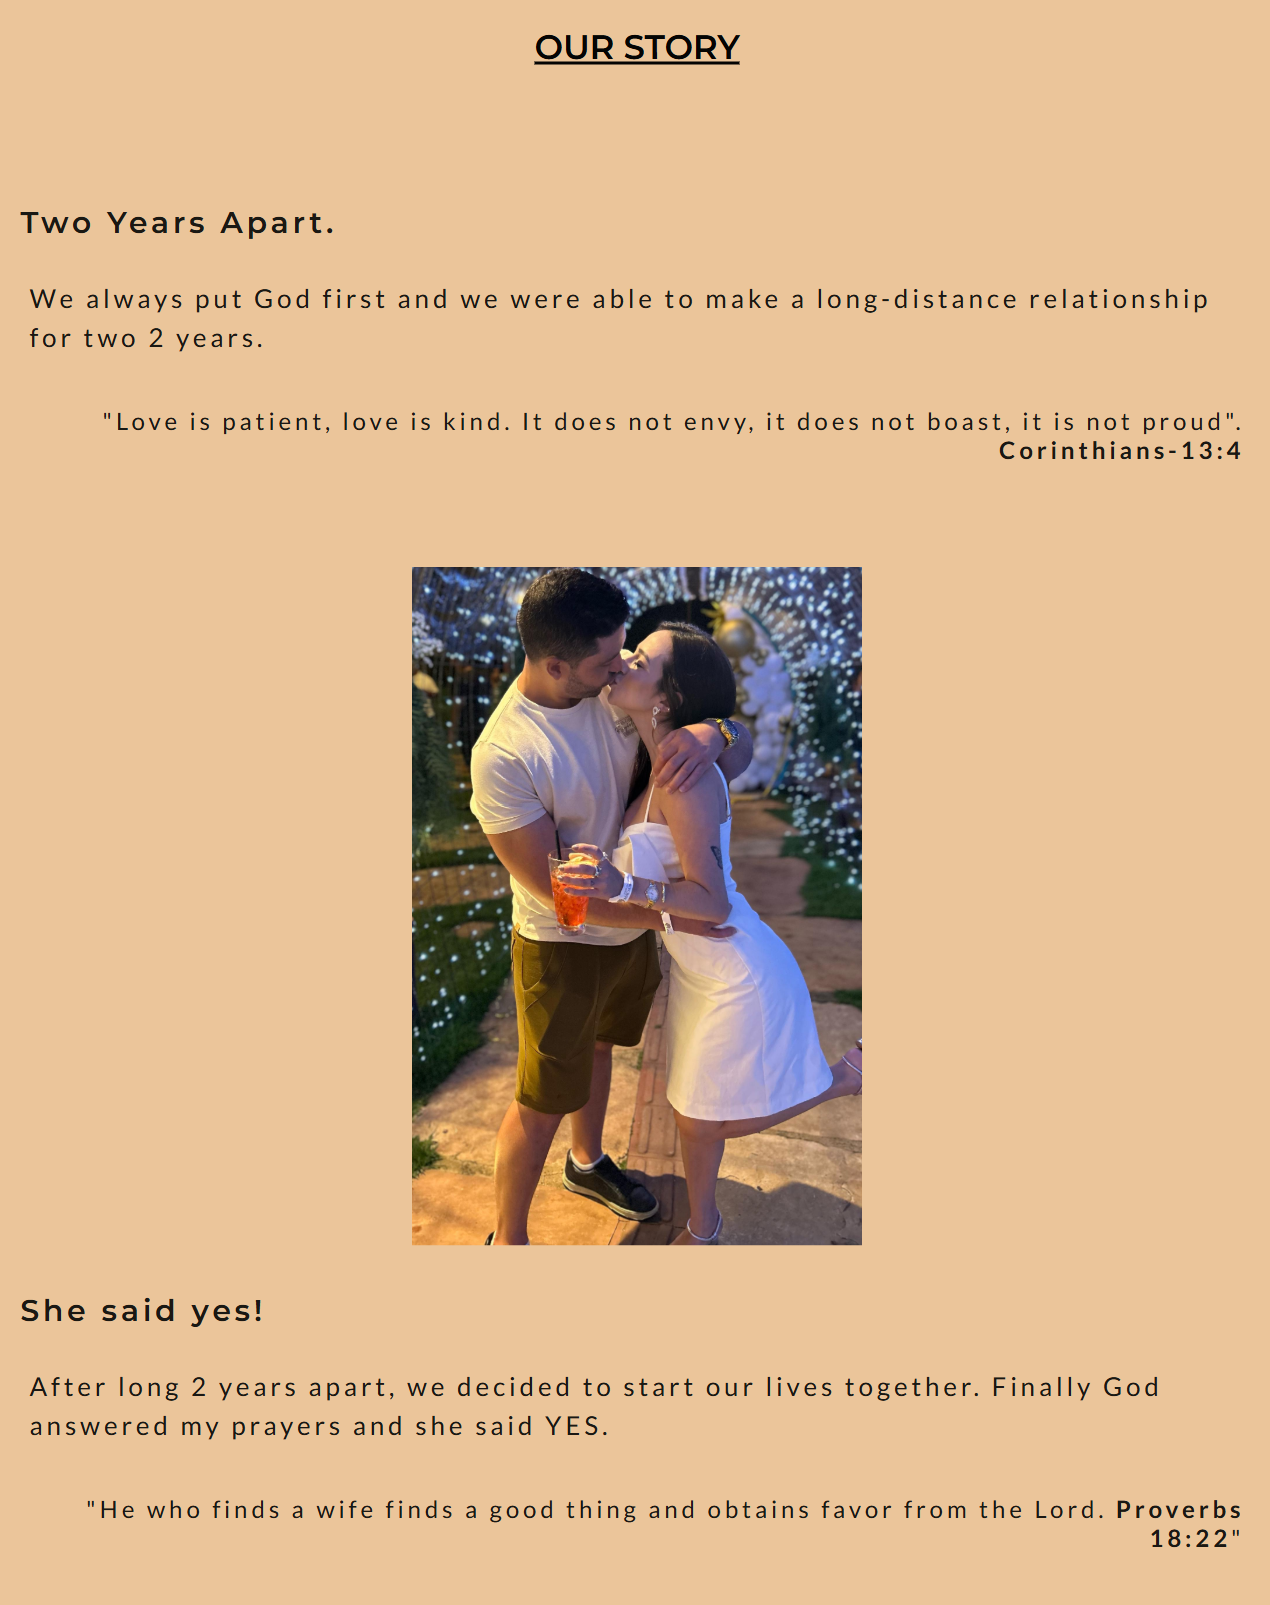 OUR STORY
Two Years Apart.
We always put God first and we were able to make a long-distance relationship
for two 2 years.
"Love is patient, love is kind. It does not envy, it does not boast, it is not proud".
Corinthians-13:4
She said yes!
After long 2 years apart, we decided to start our lives together. Finally God
answered my prayers and she said YES.
"He who finds a wife finds a good thing and obtains favor from the Lord. Proverbs
18:22"